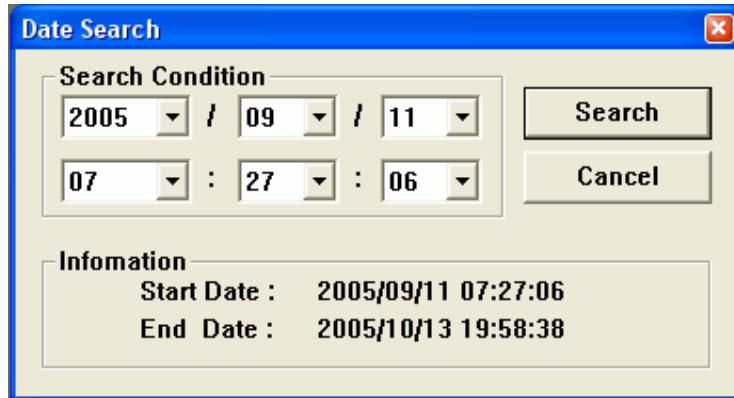 Date Search
Search Condition
2005 / 09 / 11
Search
07 : 27 : 06
Cancel
Infomation
Start Date : 2005/09/11 07:27:06
End Date : 2005/10/13 19:58:38